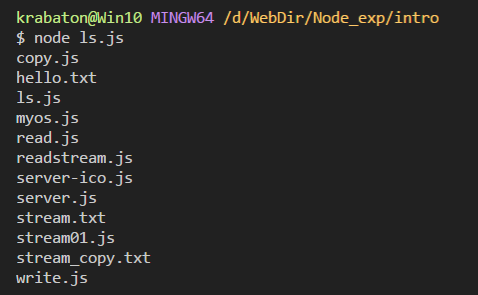 krabaton@Win10 MINGW64 /d/WebDir/Node_exp/intro
$ node ls.js
copy.js
hello.txt
ls.js
myos.js
read.js
readstream.js
server-ico.js
server.js
stream.txt
stream01.js
stream_copy.txt
write.js